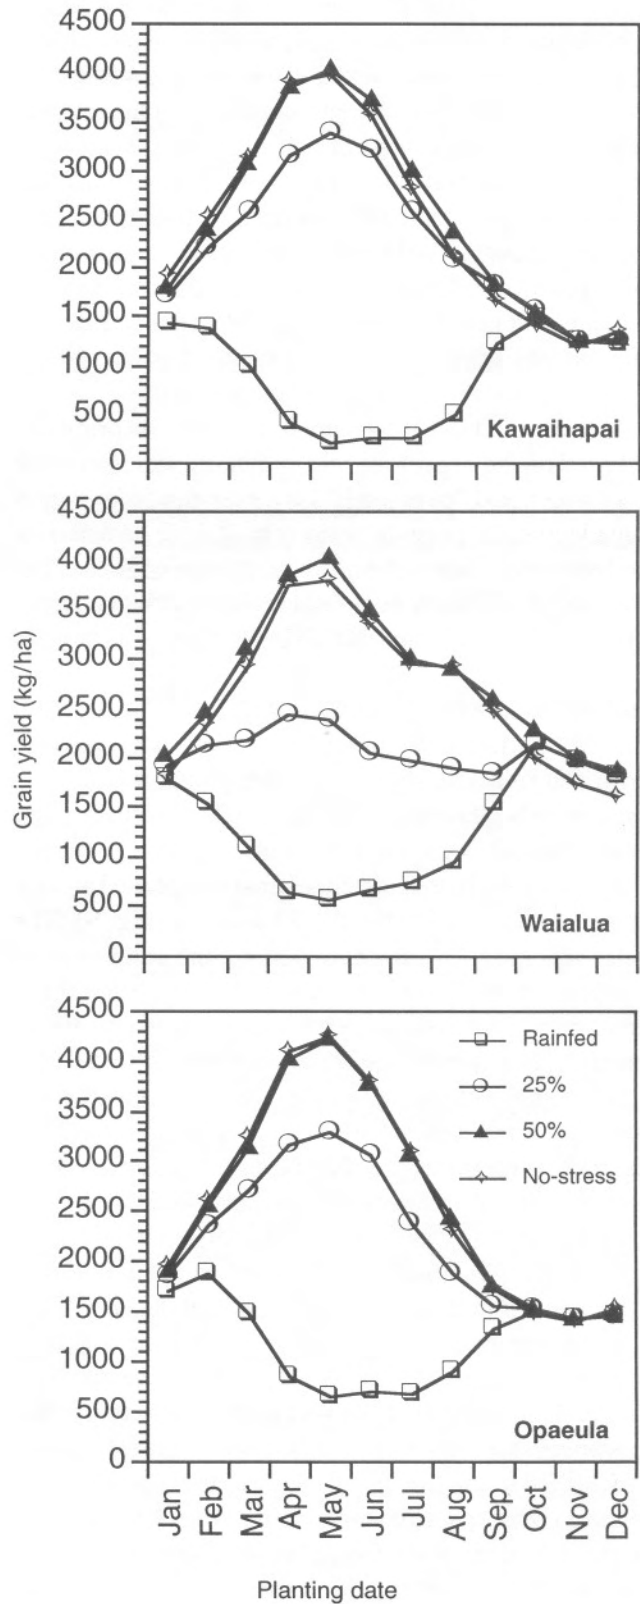 4500
4000
3500
3000
2500
2000
1500
1000
500
0
Kawaihapai
4500
4000
3500
3000
2500
2000
1500
1000
500
0
Waialua
Grain yield (kg/ha)
4500
4000
3500
3000
2500
2000
1500
1000
500
0
Rainfed
25%
50%
No-stress
Opaeula
Jan
Feb
Mar
Apr
May
Jun
Jul
Aug
Sep
Oct
Nov
Dec
Planting date